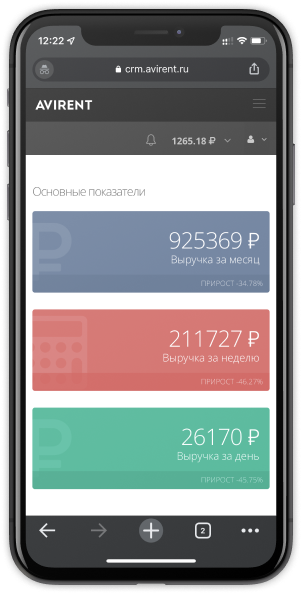 12:22
crm.avirent.ru
AVIRENT
1265.18 ₽
Основные показатели
925369 ₽
Выручка за месяц
ПРИРОСТ -34.78%
211727 ₽
Выручка за неделю
ПРИРОСТ -46.27%
26170 ₽
Выручка за день
ПРИРОСТ -45.75%
2